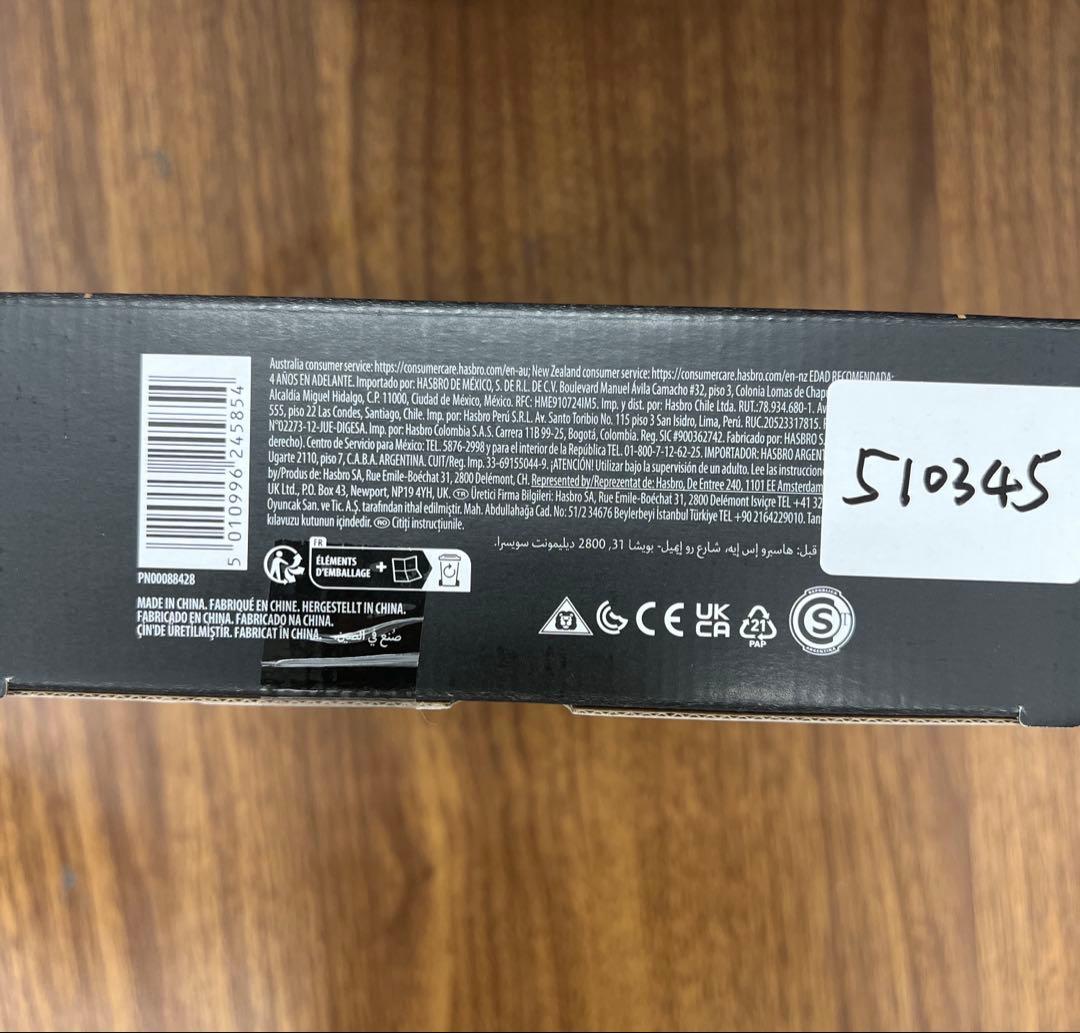 Australia consumer service: https://consumercare.hasbro.com/en-au; New Zealand consumer service: https://consumercare.hasbro.com/en-nz EDAD RECOMENDADA:
4 AÑOS EN ADELANTE. Importado por: HASBRO DE MÉXICO, S. DE R.L. DE C.V. Boulevard Manuel Ávila Camacho #32, piso 3, Colonia Lomas de Chap
Alcaldía Miguel Hidalgo, C.P. 11000, Ciudad de México, México. RFC: HME910724IM5. Imp. y dist. por: Hasbro Chile Ltda. RUT.:78.934.680-1. Av
555, piso 22 Las Condes, Santiago, Chile. Imp. por: Hasbro Perú S.R.L. Av. Santo Toribio No. 115 piso 3 San Isidro, Lima, Perú. RUC.20523317815.
N°02273-12-JUE-DIGESA. Imp. por: Hasbro Colombia S.A.S. Carrera 11B 99-25, Bogotá, Colombia. Reg. SIC #900362742. Fabricado por: HASBRO S
derecho). Centro de Servicio para México: TEL. 5876-2998 y para el interior de la República TEL. 01-800-7-12-62-25. IMPORTADOR: HASBRO ARGENT
Ugarte 2110, piso 7, C.A.B.A. ARGENTINA. CUIT/Reg. Imp. 33-69155044-9. ¡ATENCIÓN! Utilizar bajo la supervisión de un adulto. Lee las instruccion
by/Produs de: Hasbro SA, Rue Emile-Boéchat 31, 2800 Delémont, CH. Represented by/Reprezentat de: Hasbro, De Entree 240, 1101 EE Amsterdam
UK Ltd., P.O. Box 43, Newport, NP19 4YH, UK. TR Üretici Firma Bilgileri: Hasbro SA, Rue Emile-Boéchat 31, 2800 Delémont İsviçre TEL +41 32
Oyuncak San. ve Tic. A.Ş. tarafından ithal edilmiştir. Mah. Abdullahağa Cad. No: 51/2 34676 Beylerbeyi İstanbul Türkiye TEL +90 2164229010. Tan
kılavuzu kutunun içindedir. RO Citiți instrucțiunile.
قبل: هاسبرو إس إيه، شارع رو إيميل- بويشا 31, 2800 ديليمونت سويسرا.
510345
5 010996 245854
PN00088428
FR
ÉLÉMENTS
D'EMBALLAGE +
MADE IN CHINA. FABRIQUÉ EN CHINE. HERGESTELLT IN CHINA.
FABRICADO EN CHINA. FABRICADO NA CHINA.
ÇİN'DE ÜRETİLMİŞTİR. FABRICAT ÎN CHINA. صُنع في الصين
CE UK
CA
21
PAP
REPUBLICA
S
ARGENTINA